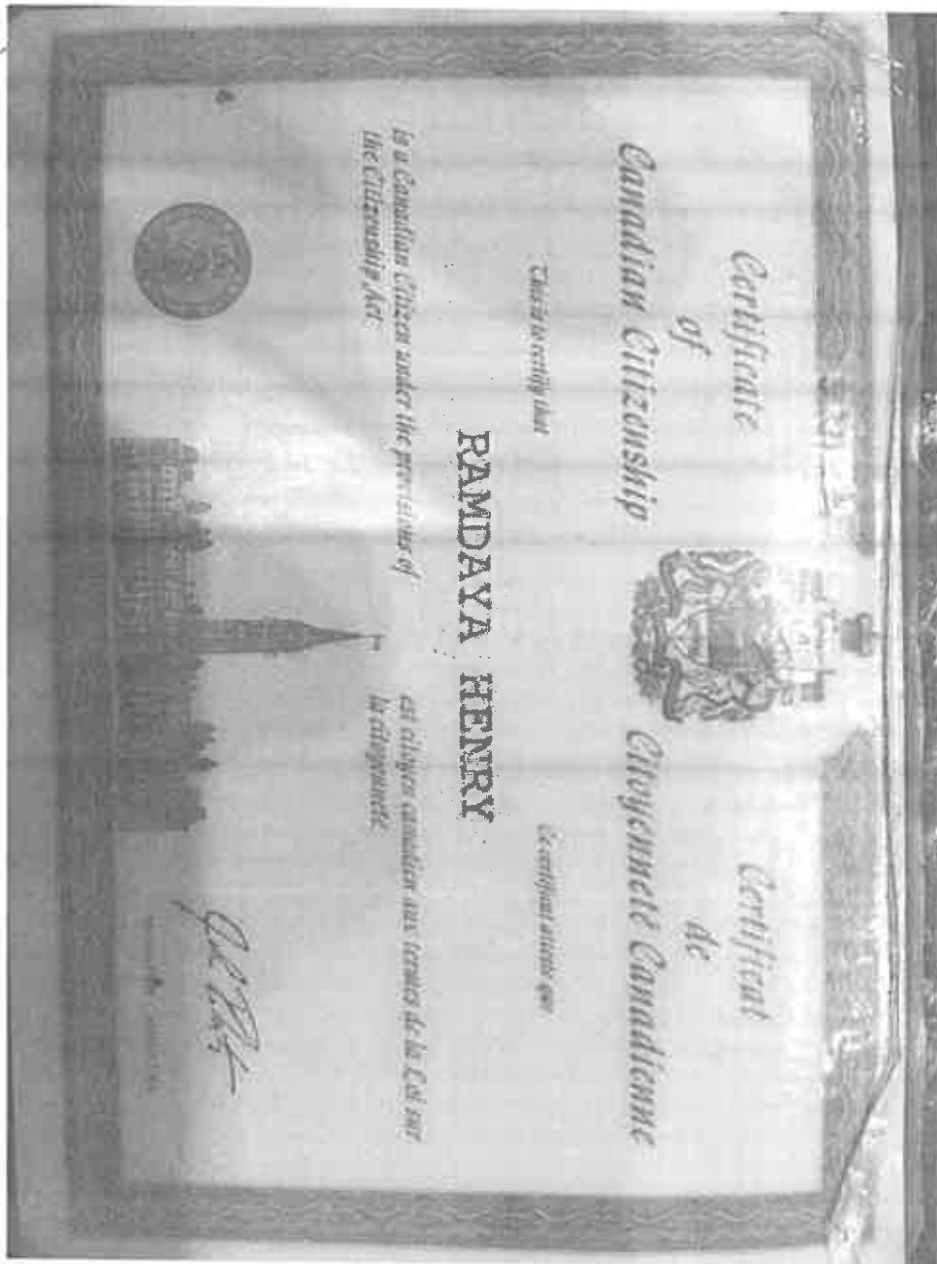 Certificate
of
Canadian Citizenship
Certificat
de
Citoyenneté Canadienne
This is to certify that
Ce certificat atteste que
RAMDAYA HENRY
is a Canadian Citizen under the provisions of
the Citizenship Act.
est citoyen canadien aux termes de la Loi sur
la citoyenneté.